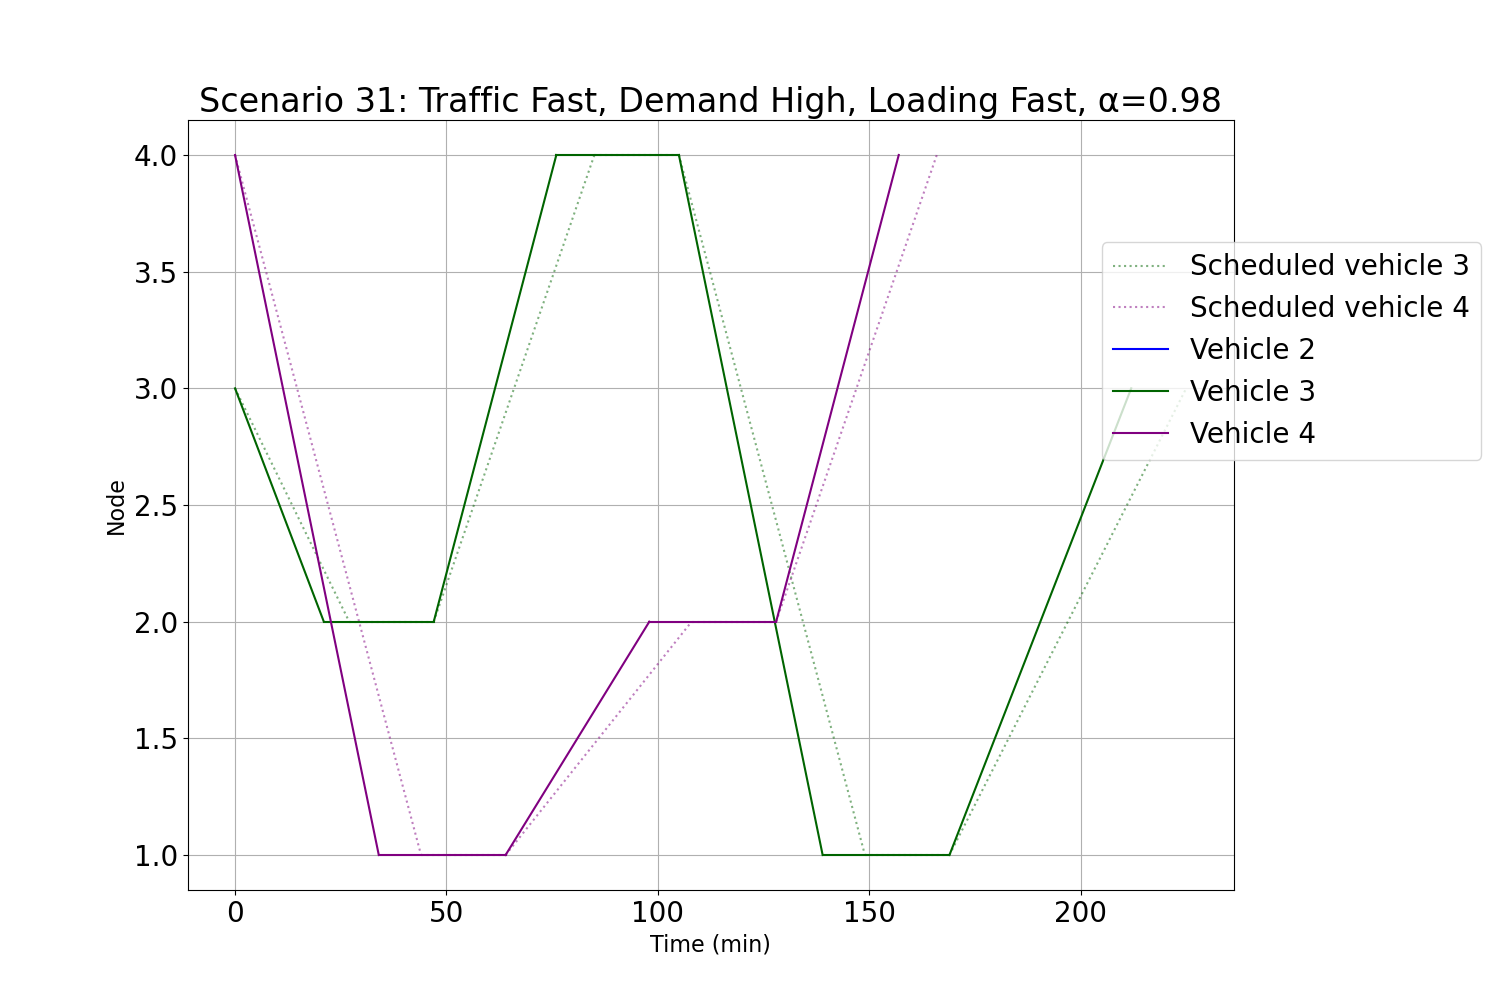 Scenario 31: Traffic Fast, Demand High, Loading Fast, α=0.98
4.0
3.5
3.0
2.5
2.0
1.5
1.0
Node
0 50 100 150 200
Time (min)
Scheduled vehicle 3
Scheduled vehicle 4
Vehicle 2
Vehicle 3
Vehicle 4